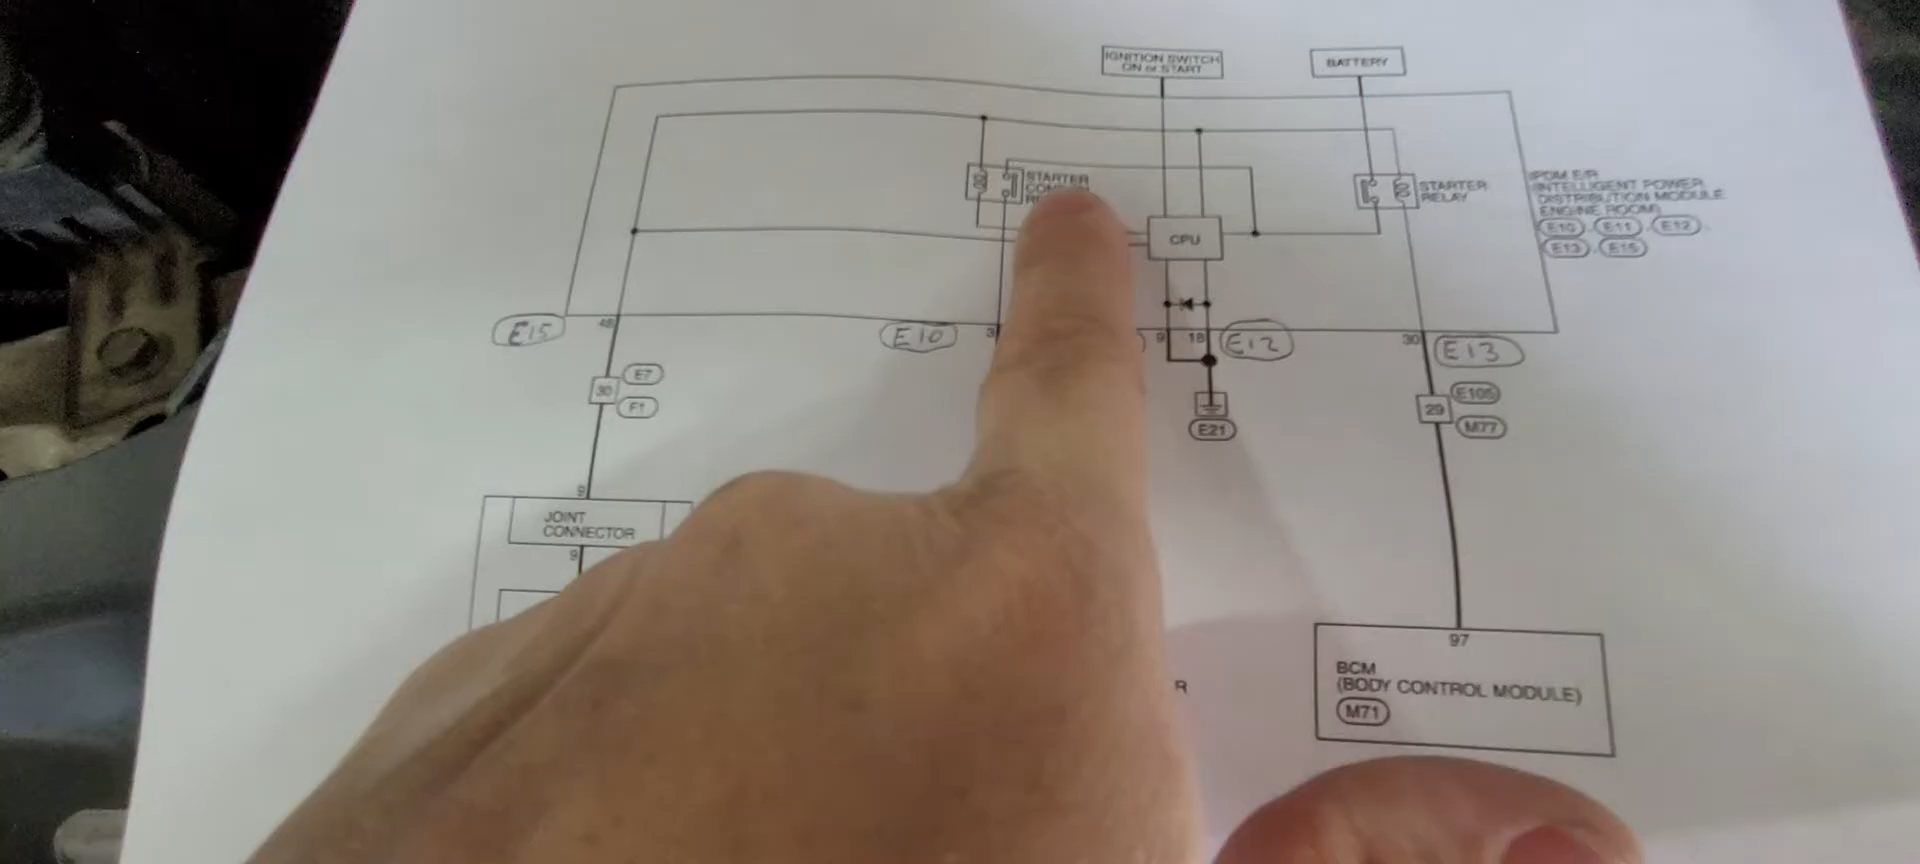 IGNITION SWITCH
ON or START
BATTERY
STARTER
STARTER
RELAY
CPU
IPDM E/R
(INTELLIGENT POWER
DISTRIBUTION MODULE
ENGINE ROOM)
E10 , E11 , E12 ,
E13 , E15
E15
48
E10
3
9
18
E12
30
E13
30
E7
F1
E21
29
E105
M77
9
JOINT
CONNECTOR
9
R
97
BCM
(BODY CONTROL MODULE)
M71